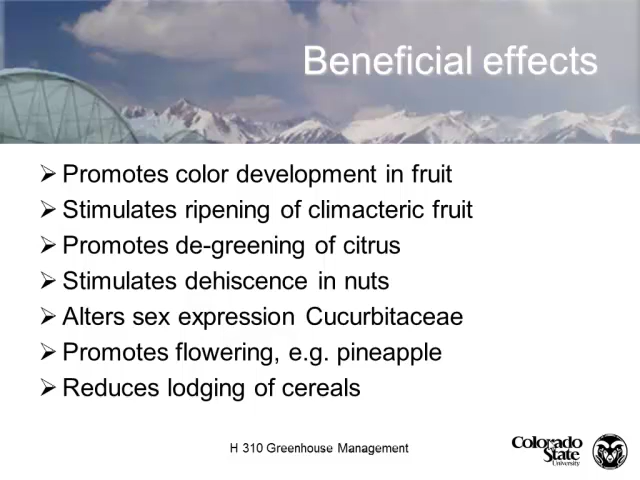 Beneficial effects
Promotes color development in fruit
Stimulates ripening of climacteric fruit
Promotes de-greening of citrus
Stimulates dehiscence in nuts
Alters sex expression Cucurbitaceae
Promotes flowering, e.g. pineapple
Reduces lodging of cereals
H 310 Greenhouse Management
Colorado
State
University